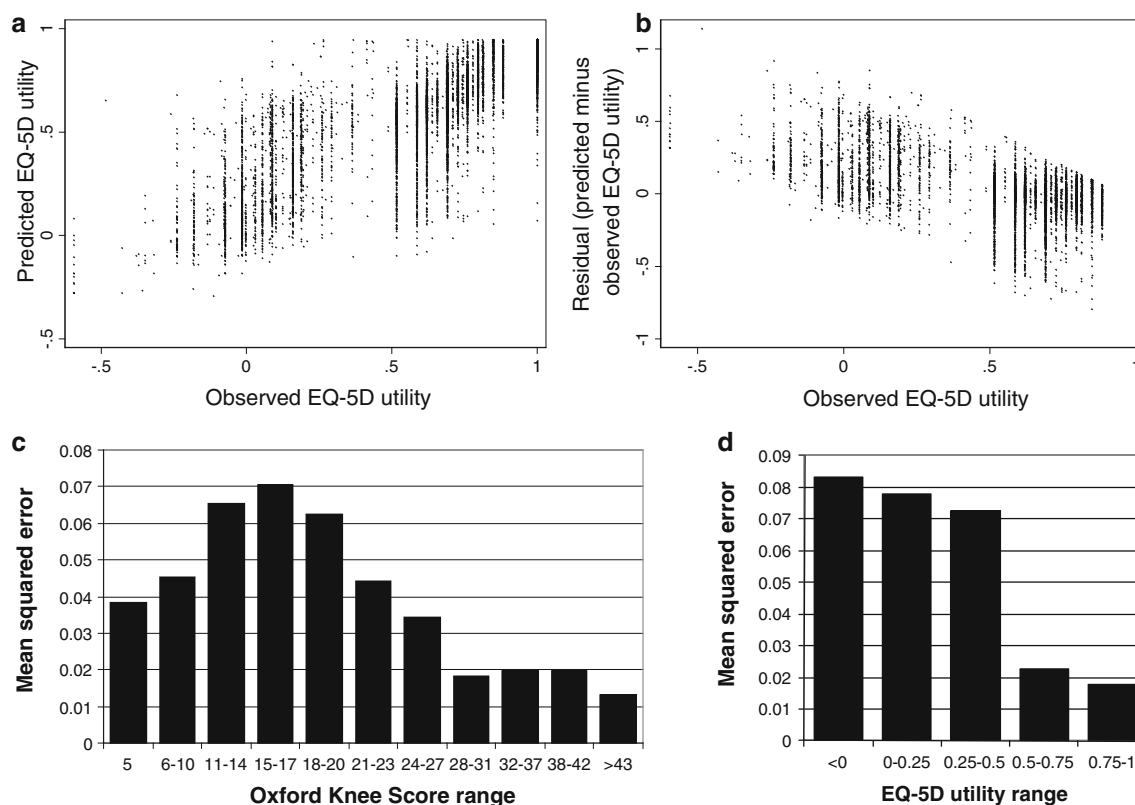 a
Predicted EQ-5D utility
1
.5
0
-.5
-.5 0 .5 1
Observed EQ-5D utility
b
Residual (predicted minus
observed EQ-5D utility)
1
.5
0
-.5
-1
-.5 0 .5 1
Observed EQ-5D utility
c
Mean squared error
0.08
0.07
0.06
0.05
0.04
0.03
0.02
0.01
0
5 6-10 11-14 15-17 18-20 21-23 24-27 28-31 32-37 38-42 >43
Oxford Knee Score range
d
Mean squared error
0.09
0.08
0.07
0.06
0.05
0.04
0.03
0.02
0.01
0
<0 0-0.25 0.25-0.5 0.5-0.75 0.75-1
EQ-5D utility range